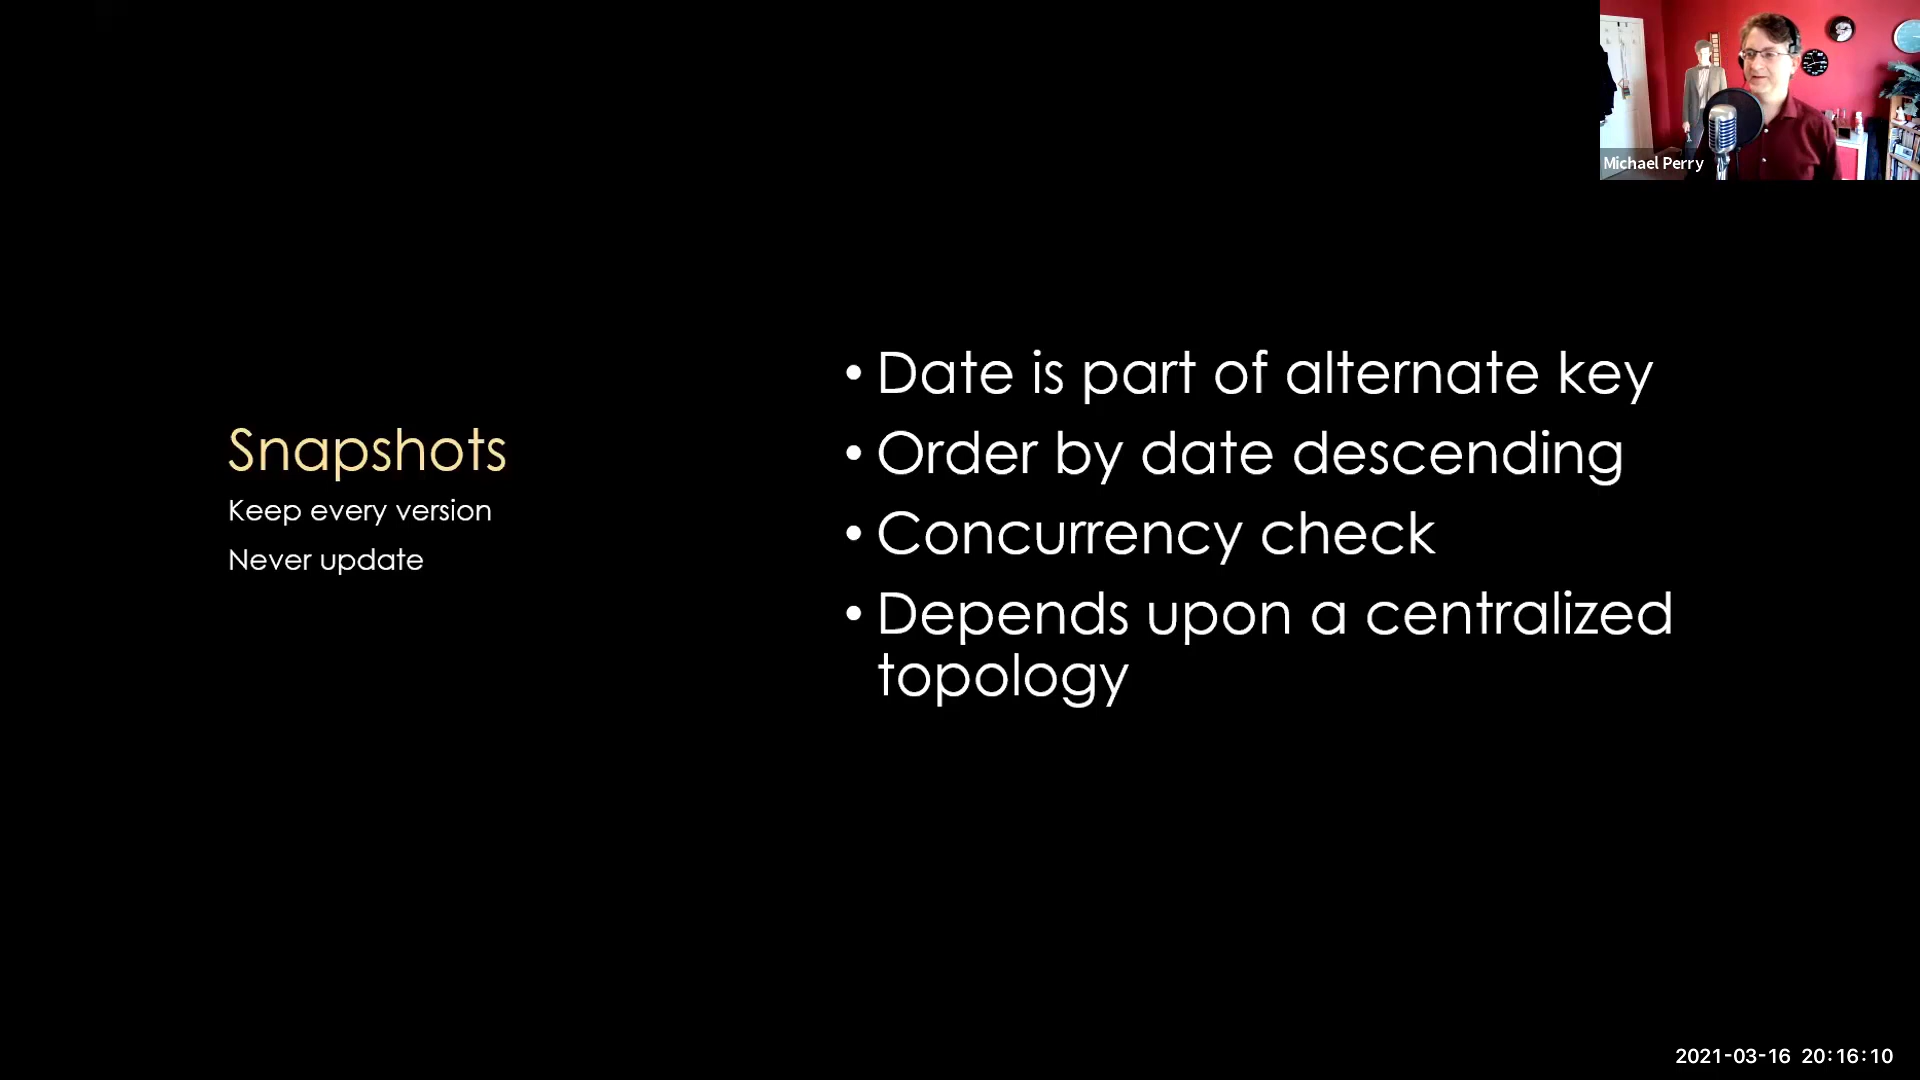 Michael Perry
Snapshots
Keep every version
Never update
• Date is part of alternate key
• Order by date descending
• Concurrency check
• Depends upon a centralized
topology
2021-03-16 20:16:10